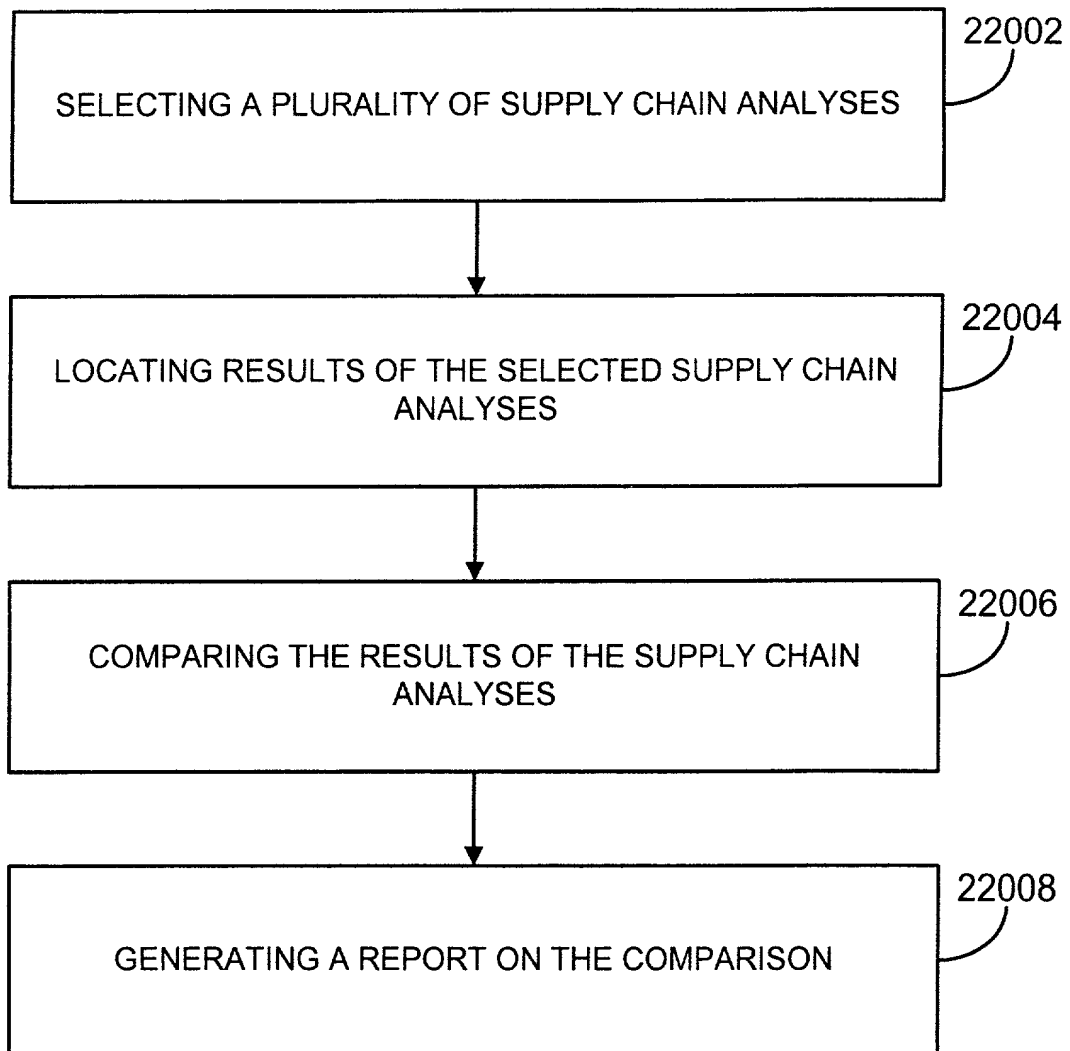 22002
SELECTING A PLURALITY OF SUPPLY CHAIN ANALYSES
22004
LOCATING RESULTS OF THE SELECTED SUPPLY CHAIN
ANALYSES
22006
COMPARING THE RESULTS OF THE SUPPLY CHAIN
ANALYSES
22008
GENERATING A REPORT ON THE COMPARISON